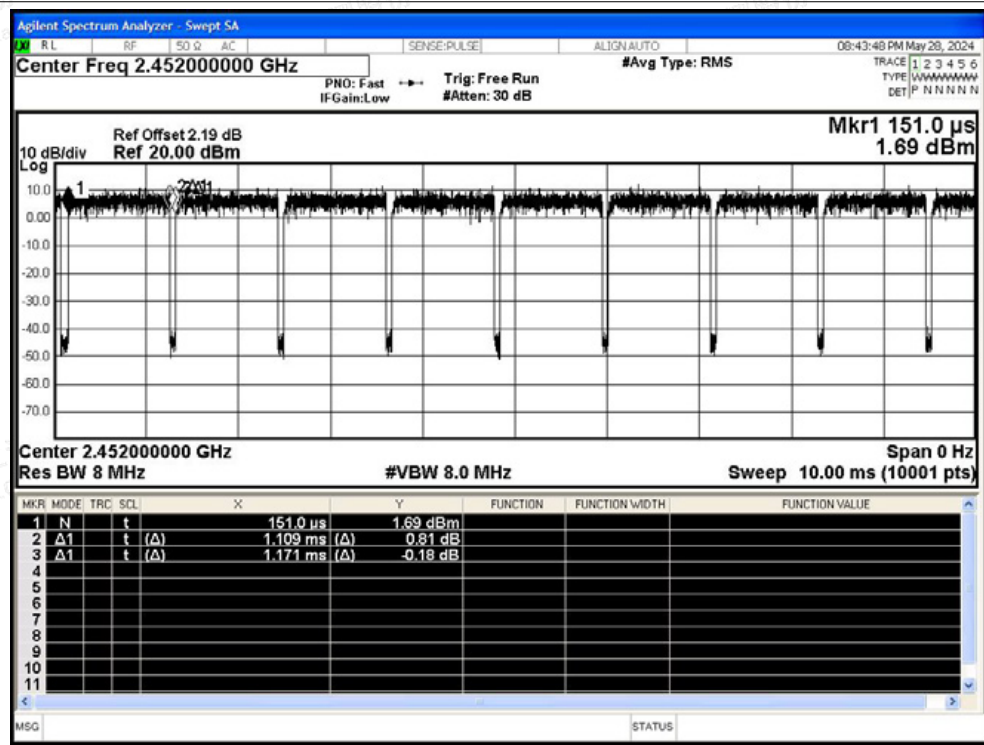 Agilent Spectrum Analyzer - Swept SA
RL RF 50 Ω AC SENSE:PULSE ALIGN AUTO 08:43:48 PM May 28, 2024
Center Freq 2.452000000 GHz
#Avg Type: RMS
TRACE 1 2 3 4 5 6
PNO: Fast Trig: Free Run
TYPE WWWWWW
IFGain:Low #Atten: 30 dB
DET P N N N N N
Mkr1 151.0 µs
1.69 dBm
Ref Offset 2.19 dB
10 dB/div Ref 20.00 dBm
Log
10.0
0.00
-10.0
-20.0
-30.0
-40.0
-50.0
-60.0
-70.0
1
Center 2.452000000 GHz Span 0 Hz
Res BW 8 MHz #VBW 8.0 MHz Sweep 10.00 ms (10001 pts)
MKR MODE TRC SCL X Y FUNCTION FUNCTION WIDTH FUNCTION VALUE
1 N t 151.0 µs 1.69 dBm
2 Δ1 t (Δ) 1.109 ms (Δ) 0.81 dB
3 Δ1 t (Δ) 1.171 ms (Δ) -0.18 dB
4
5
6
7
8
9
10
11
MSG STATUS